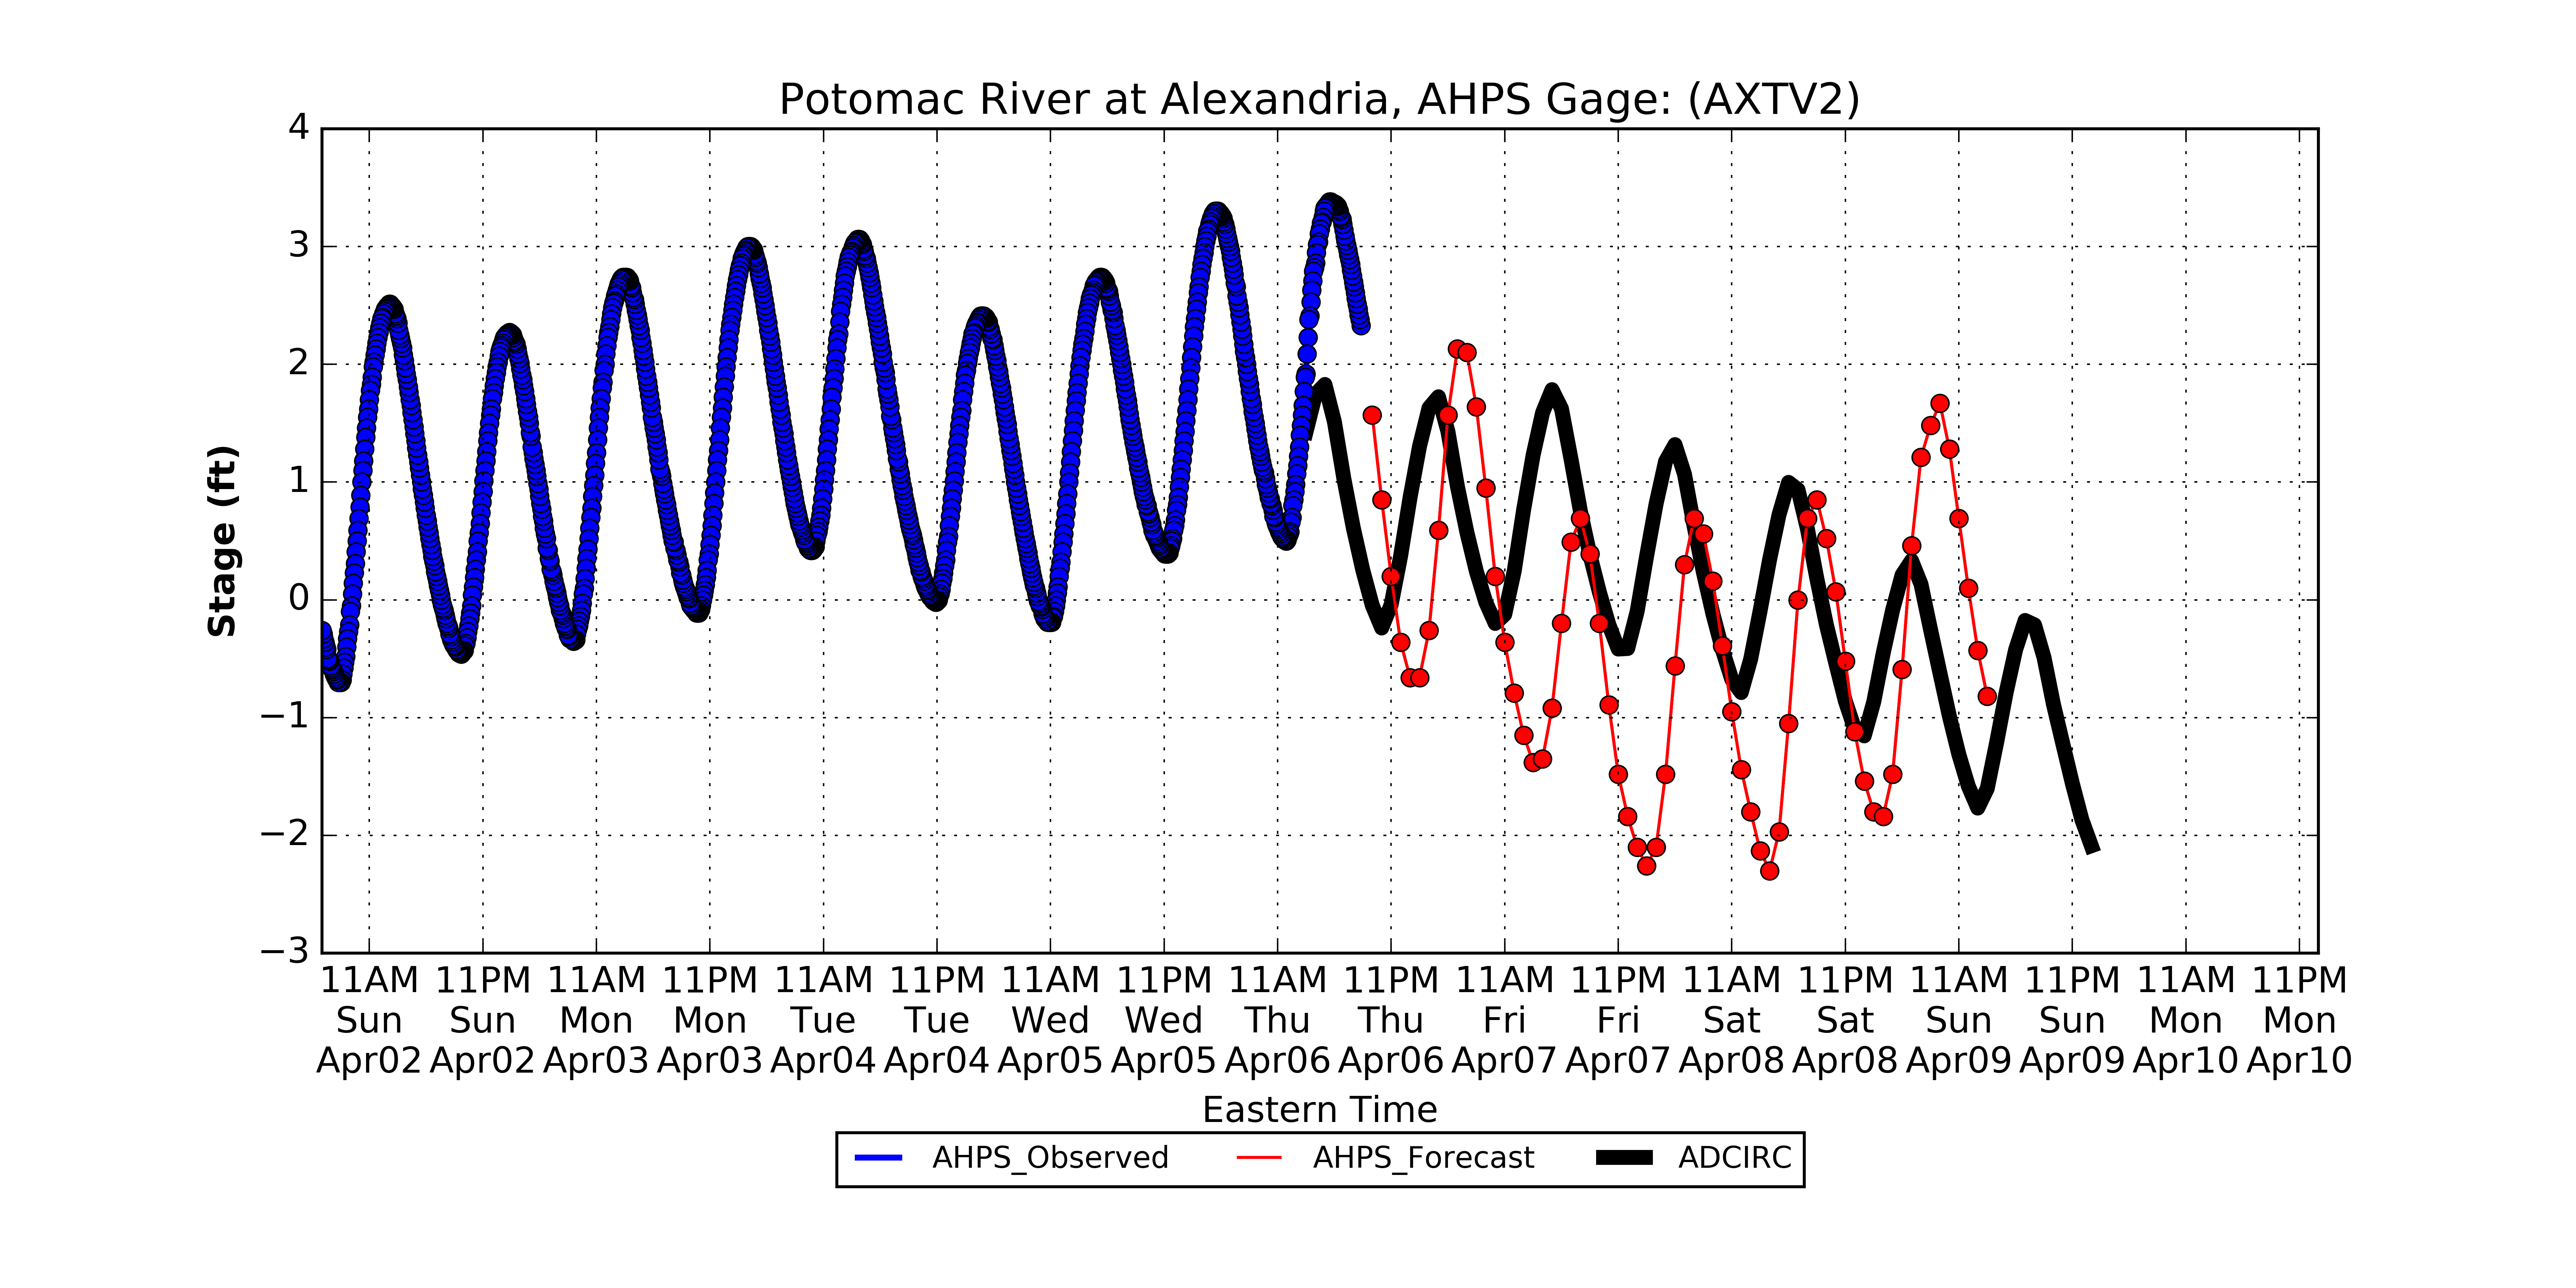 Potomac River at Alexandria, AHPS Gage: (AXTV2)
Stage (ft)
4
3
2
1
0
−1
−2
−3
11AM 11PM 11AM 11PM 11AM 11PM 11AM 11PM 11AM 11PM 11AM 11PM 11AM 11PM 11AM 11PM 11AM 11PM
Sun Sun Mon Mon Tue Tue Wed Wed Thu Thu Fri Fri Sat Sat Sun Sun Mon Mon
Apr02 Apr02 Apr03 Apr03 Apr04 Apr04 Apr05 Apr05 Apr06 Apr06 Apr07 Apr07 Apr08 Apr08 Apr09 Apr09 Apr10 Apr10
Eastern Time
AHPS_Observed AHPS_Forecast ADCIRC